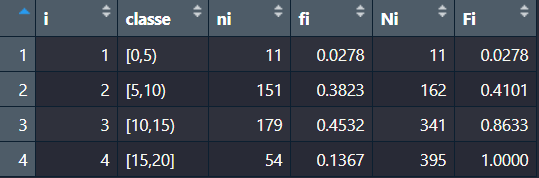 i classe ni fi Ni Fi
1 1 [0,5) 11 0.0278 11 0.0278
2 2 [5,10) 151 0.3823 162 0.4101
3 3 [10,15) 179 0.4532 341 0.8633
4 4 [15,20] 54 0.1367 395 1.0000